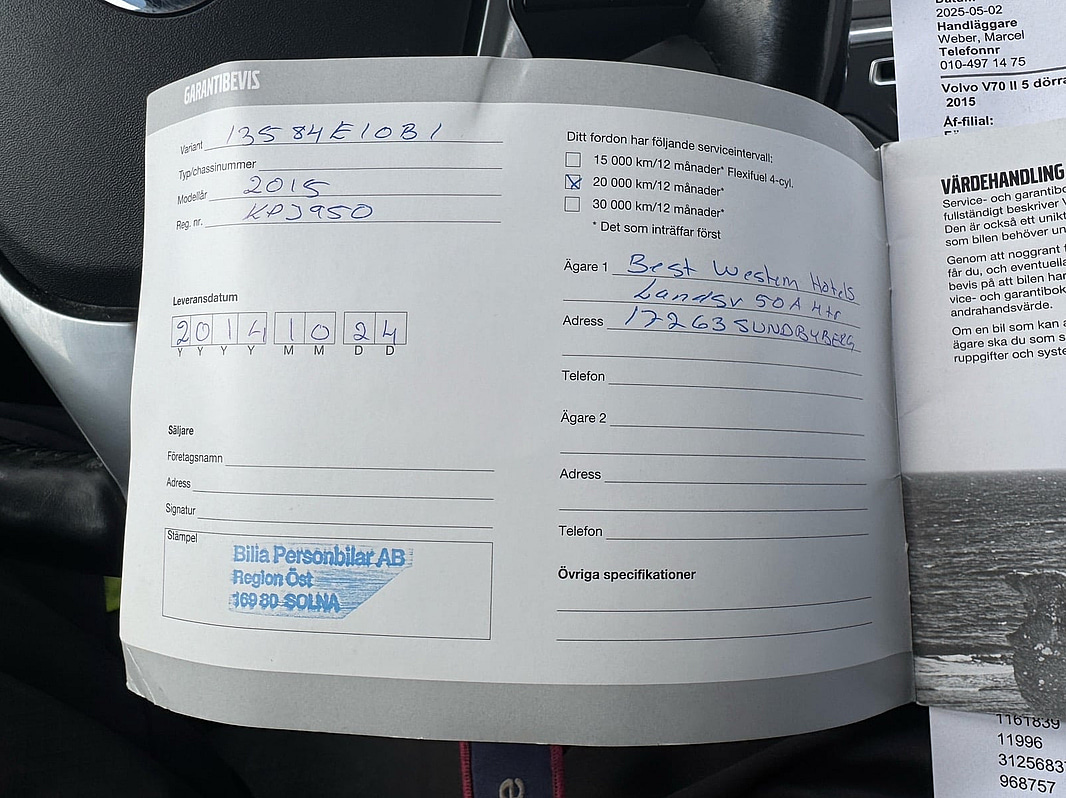 GARANTIBEVIS
Variant 13584E10B1
Typ/chassinummer
Modellår 2015
Reg. nr. KPJ950
Leveransdatum
2014 10 24
Y Y Y Y M M D D
Säljare
Företagsnamn
Adress
Signatur
Stämpel
Bilia Personbilar AB
Region Öst
169 80 SOLNA
Ditt fordon har följande serviceintervall:
15 000 km/12 månader* Flexifuel 4-cyl.
20 000 km/12 månader*
30 000 km/12 månader*
* Det som inträffar först
Ägare 1 Best Western Hotels
Landsv 50A 4tr
Adress 17263 SUNDBYBERG
Telefon
Ägare 2
Adress
Telefon
Övriga specifikationer
Datum
2025-05-02
Handläggare
Weber, Marcel
Telefonnr
010-497 14 75
Volvo V70 II 5 dörra
2015
Åf-filial:
VÄRDEHANDLING
Service- och garantibo
fullständigt beskriver V
Den är också ett unikt
som bilen behöver un
Genom att noggrant f
får du, och eventuella
bevis på att bilen har
vice- och garantibok
andrahandsvärde.
Om en bil som kan a
ägare ska du som s
ruppgifter och syste
1161839
11996
3125683
968757
e